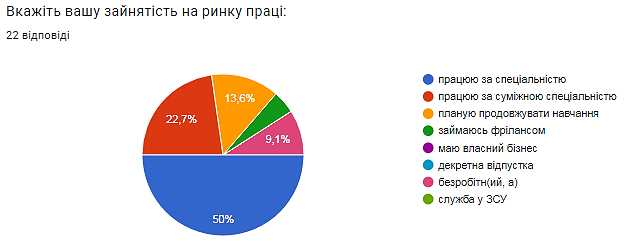 Вкажіть вашу зайнятість на ринку праці:
22 відповіді
13,6%
22,7%
9,1%
50%
працюю за спеціальністю
працюю за суміжною спеціальністю
планую продовжувати навчання
займаюсь фрілансом
маю власний бізнес
декретна відпустка
безробітн(ий, а)
служба у ЗСУ